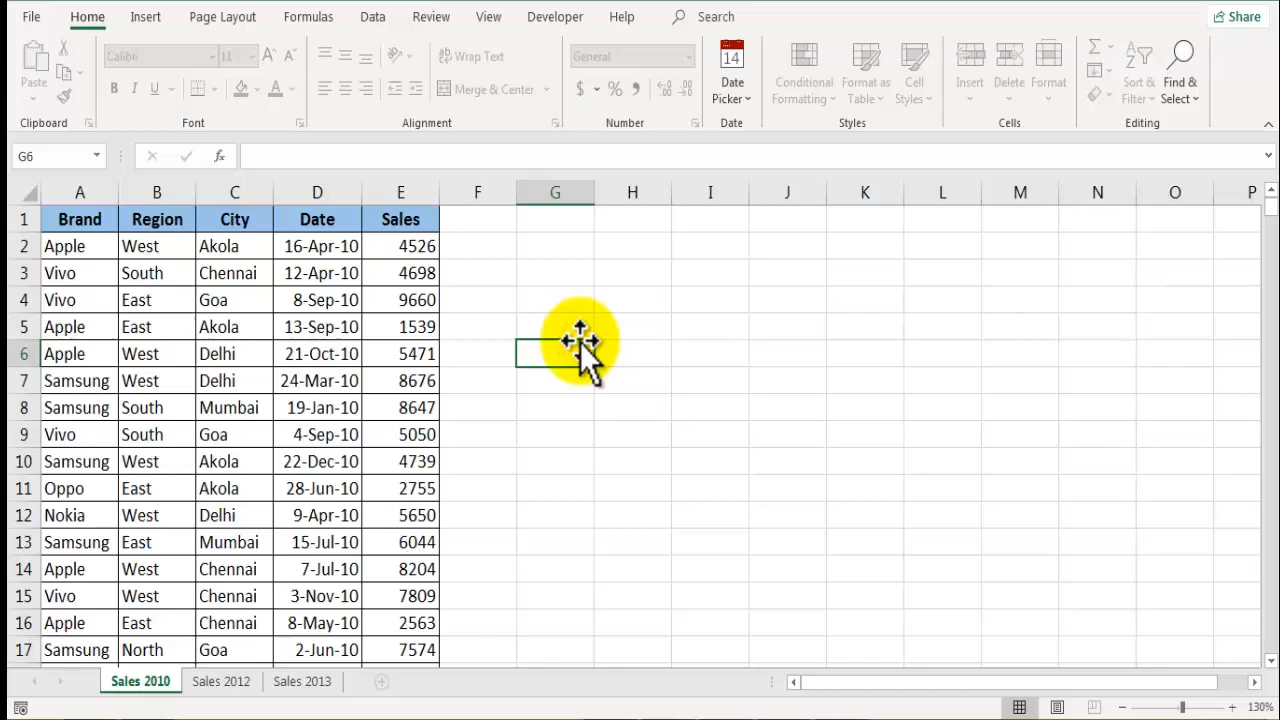 File Home Insert Page Layout Formulas Data Review View Developer Help Search Share
Calibri 11 Wrap Text General 14
Paste Date Conditional Format as Cell Insert Delete Format Sort & Find &
B I U Merge & Center $ % Picker Formatting Table Styles Filter Select
Clipboard Font Alignment Number Date Styles Cells Editing
G6 fx
A B C D E F G H I J K L M N O P
1 Brand Region City Date Sales
2 Apple West Akola 16-Apr-10 4526
3 Vivo South Chennai 12-Apr-10 4698
4 Vivo East Goa 8-Sep-10 9660
5 Apple East Akola 13-Sep-10 1539
6 Apple West Delhi 21-Oct-10 5471
7 Samsung West Delhi 24-Mar-10 8676
8 Samsung South Mumbai 19-Jan-10 8647
9 Vivo South Goa 4-Sep-10 5050
10 Samsung West Akola 22-Dec-10 4739
11 Oppo East Akola 28-Jun-10 2755
12 Nokia West Delhi 9-Apr-10 5650
13 Samsung East Mumbai 15-Jul-10 6044
14 Apple West Chennai 7-Jul-10 8204
15 Vivo West Chennai 3-Nov-10 7809
16 Apple East Chennai 8-May-10 2563
17 Samsung North Goa 2-Jun-10 7574
Sales 2010 Sales 2012 Sales 2013
130%